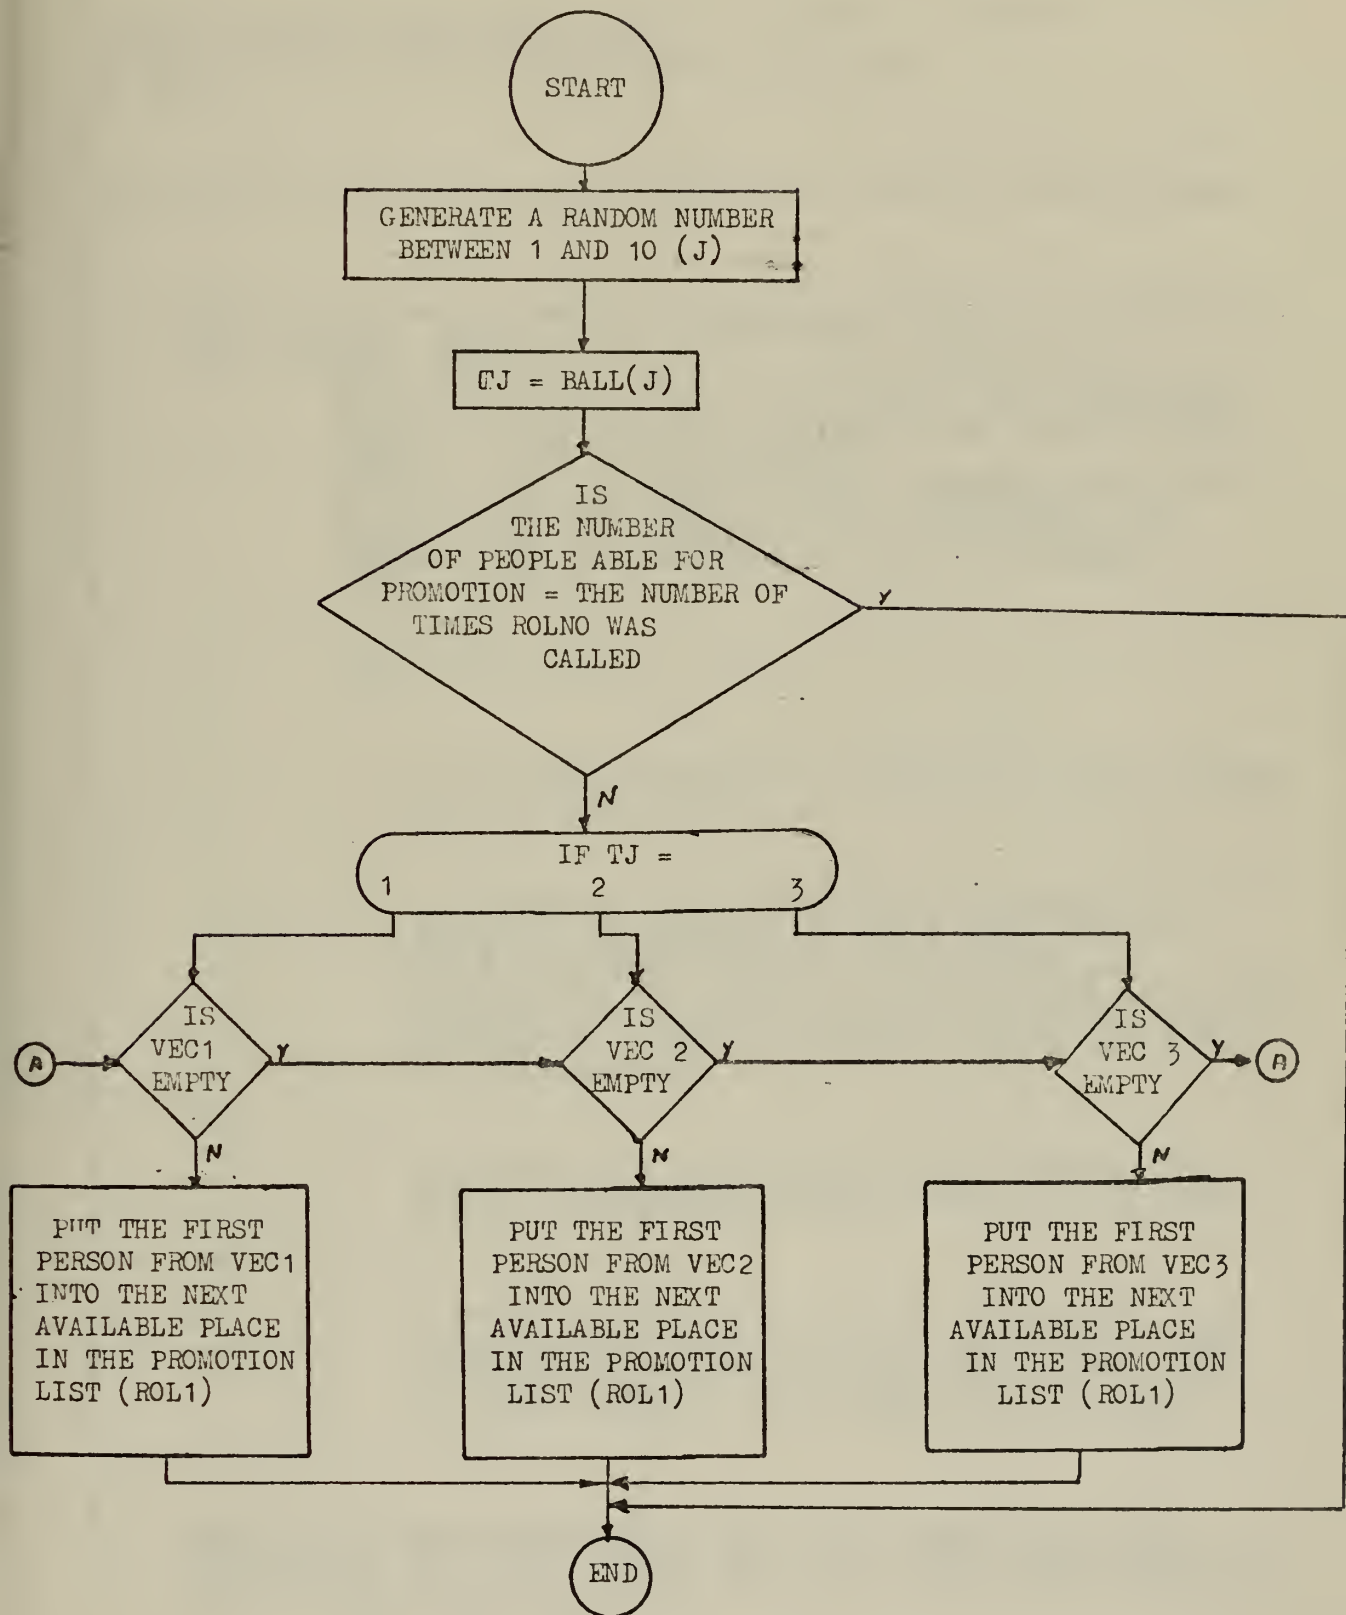 START
GENERATE A RANDOM NUMBER
BETWEEN 1 AND 10 (J)
TJ = BALL(J)
IS
THE NUMBER
OF PEOPLE ABLE FOR
PROMOTION = THE NUMBER OF
TIMES ROLNO WAS
CALLED
Y
N
IF TJ =
1 2 3
IS
VEC1
EMPTY
IS
VEC 2
EMPTY
IS
VEC 3
EMPTY
A
Y
Y
Y
A
N
N
N
PUT THE FIRST
PERSON FROM VEC1
INTO THE NEXT
AVAILABLE PLACE
IN THE PROMOTION
LIST (ROL1)
PUT THE FIRST
PERSON FROM VEC2
INTO THE NEXT
AVAILABLE PLACE
IN THE PROMOTION
LIST (ROL1)
PUT THE FIRST
PERSON FROM VEC3
INTO THE NEXT
AVAILABLE PLACE
IN THE PROMOTION
LIST (ROL1)
END